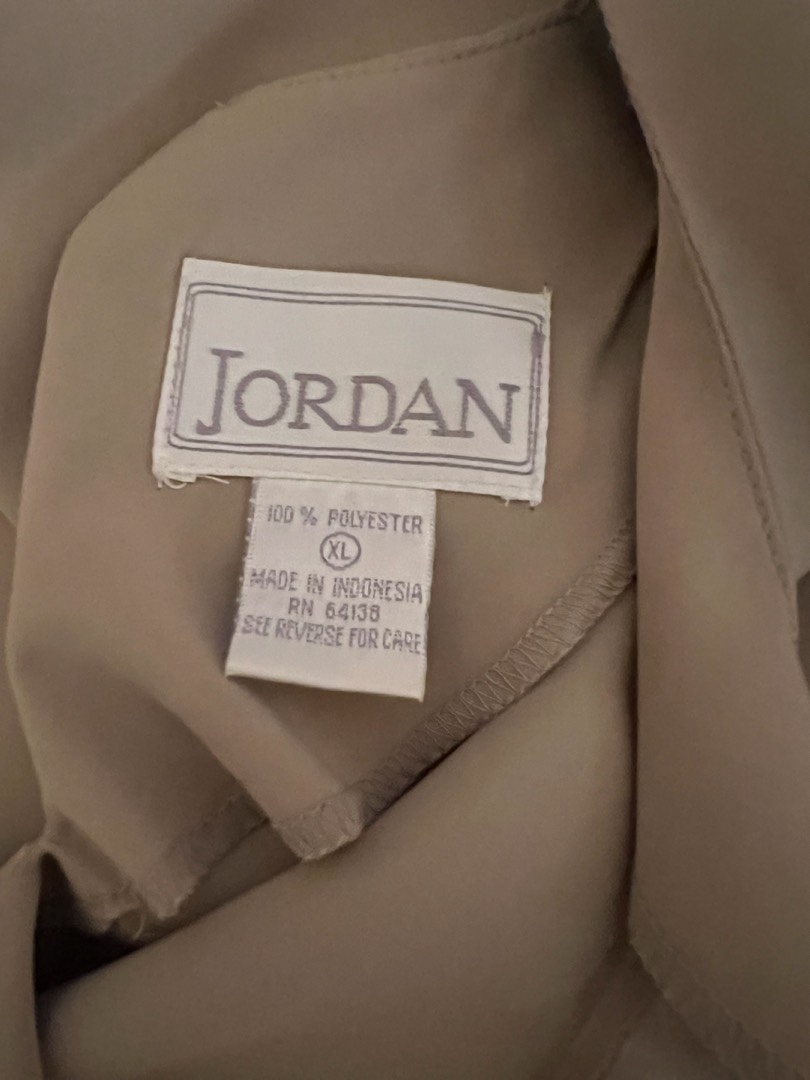 JORDAN
100 % POLYESTER
XL
MADE IN INDONESIA
RN 64138
SEE REVERSE FOR CARE